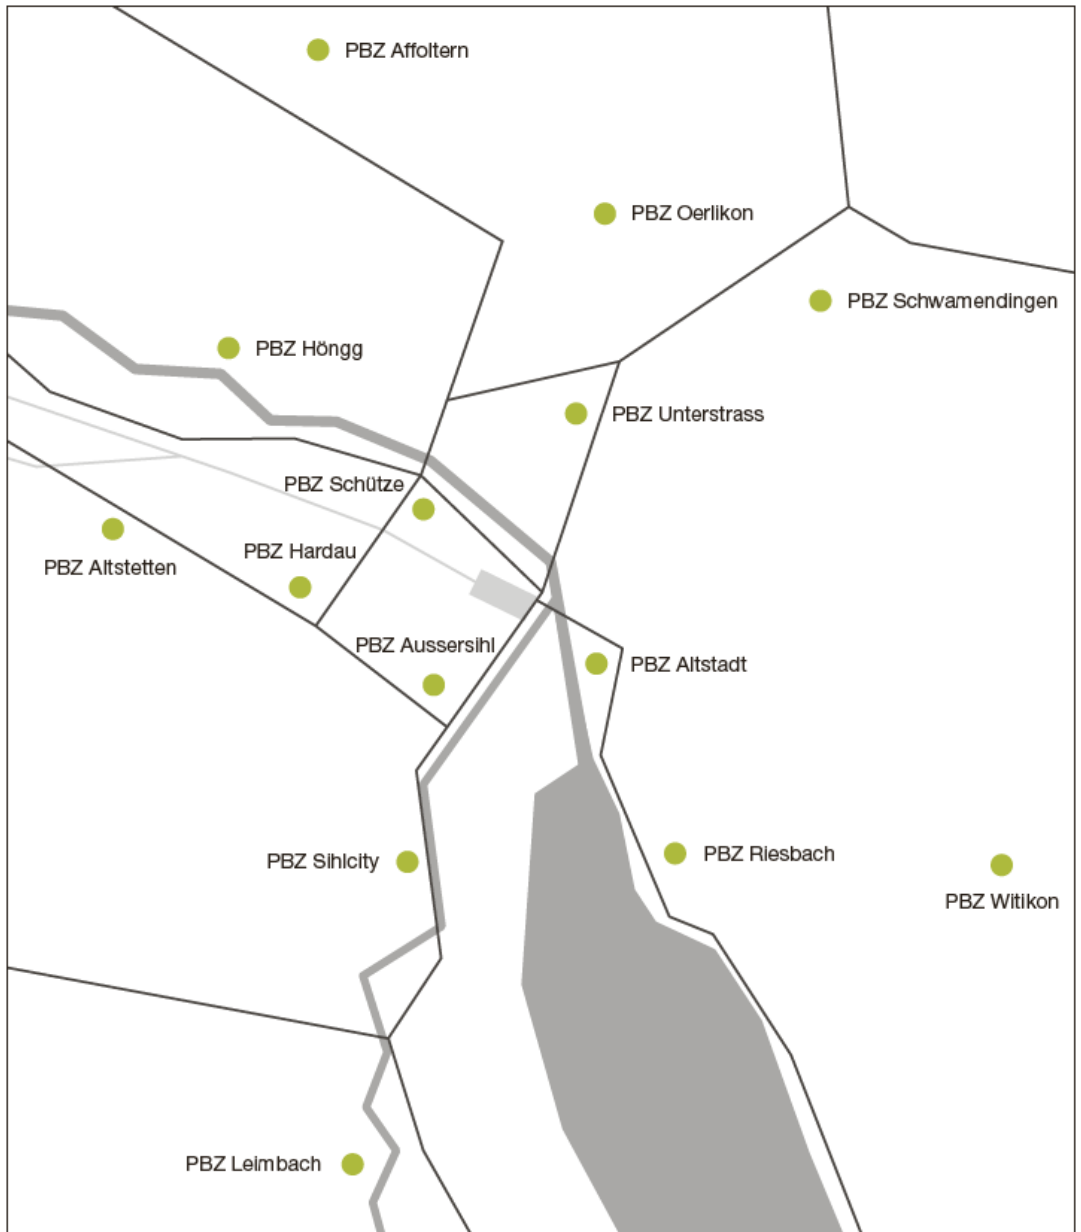 PBZ Affoltern
PBZ Oerlikon
PBZ Schwamendingen
PBZ Höngg
PBZ Unterstrass
PBZ Schütze
PBZ Hardau
PBZ Altstetten
PBZ Aussersihl
PBZ Altstadt
PBZ Riesbach
PBZ Sihlcity
PBZ Witikon
PBZ Leimbach